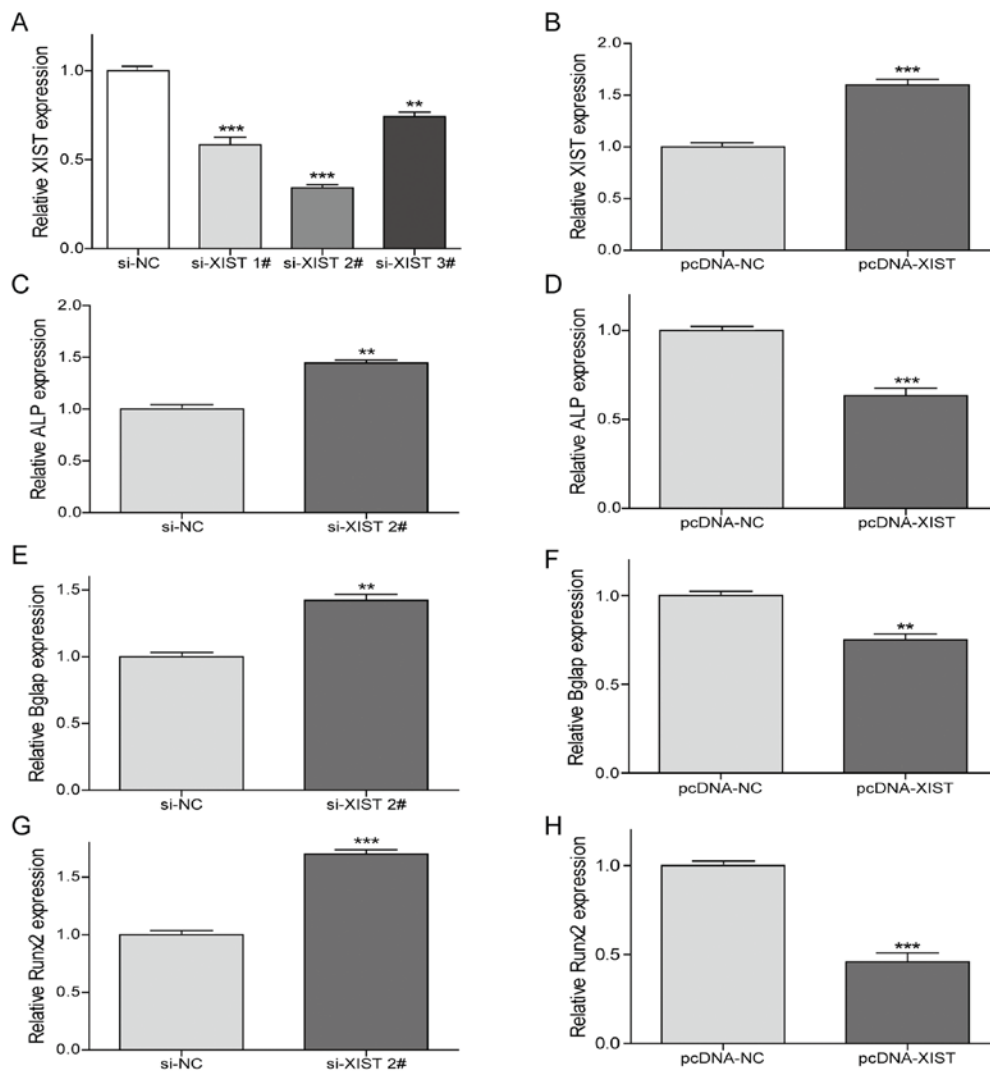 A
Relative XIST expression
1.0
0.5
0.0
***
***
**
si-NC si-XIST 1# si-XIST 2# si-XIST 3#
B
Relative XIST expression
2.0
1.5
1.0
0.5
0.0
***
pcDNA-NC pcDNA-XIST
C
Relative ALP expression
2.0
1.5
1.0
0.5
0.0
**
si-NC si-XIST 2#
D
Relative ALP expression
1.0
0.5
0.0
***
pcDNA-NC pcDNA-XIST
E
Relative Bglap expression
1.5
1.0
0.5
0.0
**
si-NC si-XIST 2#
F
Relative Bglap expression
1.0
0.5
0.0
**
pcDNA-NC pcDNA-XIST
G
Relative Runx2 expression
1.5
1.0
0.5
0.0
***
si-NC si-XIST 2#
H
Relative Runx2 expression
1.0
0.5
0.0
***
pcDNA-NC pcDNA-XIST